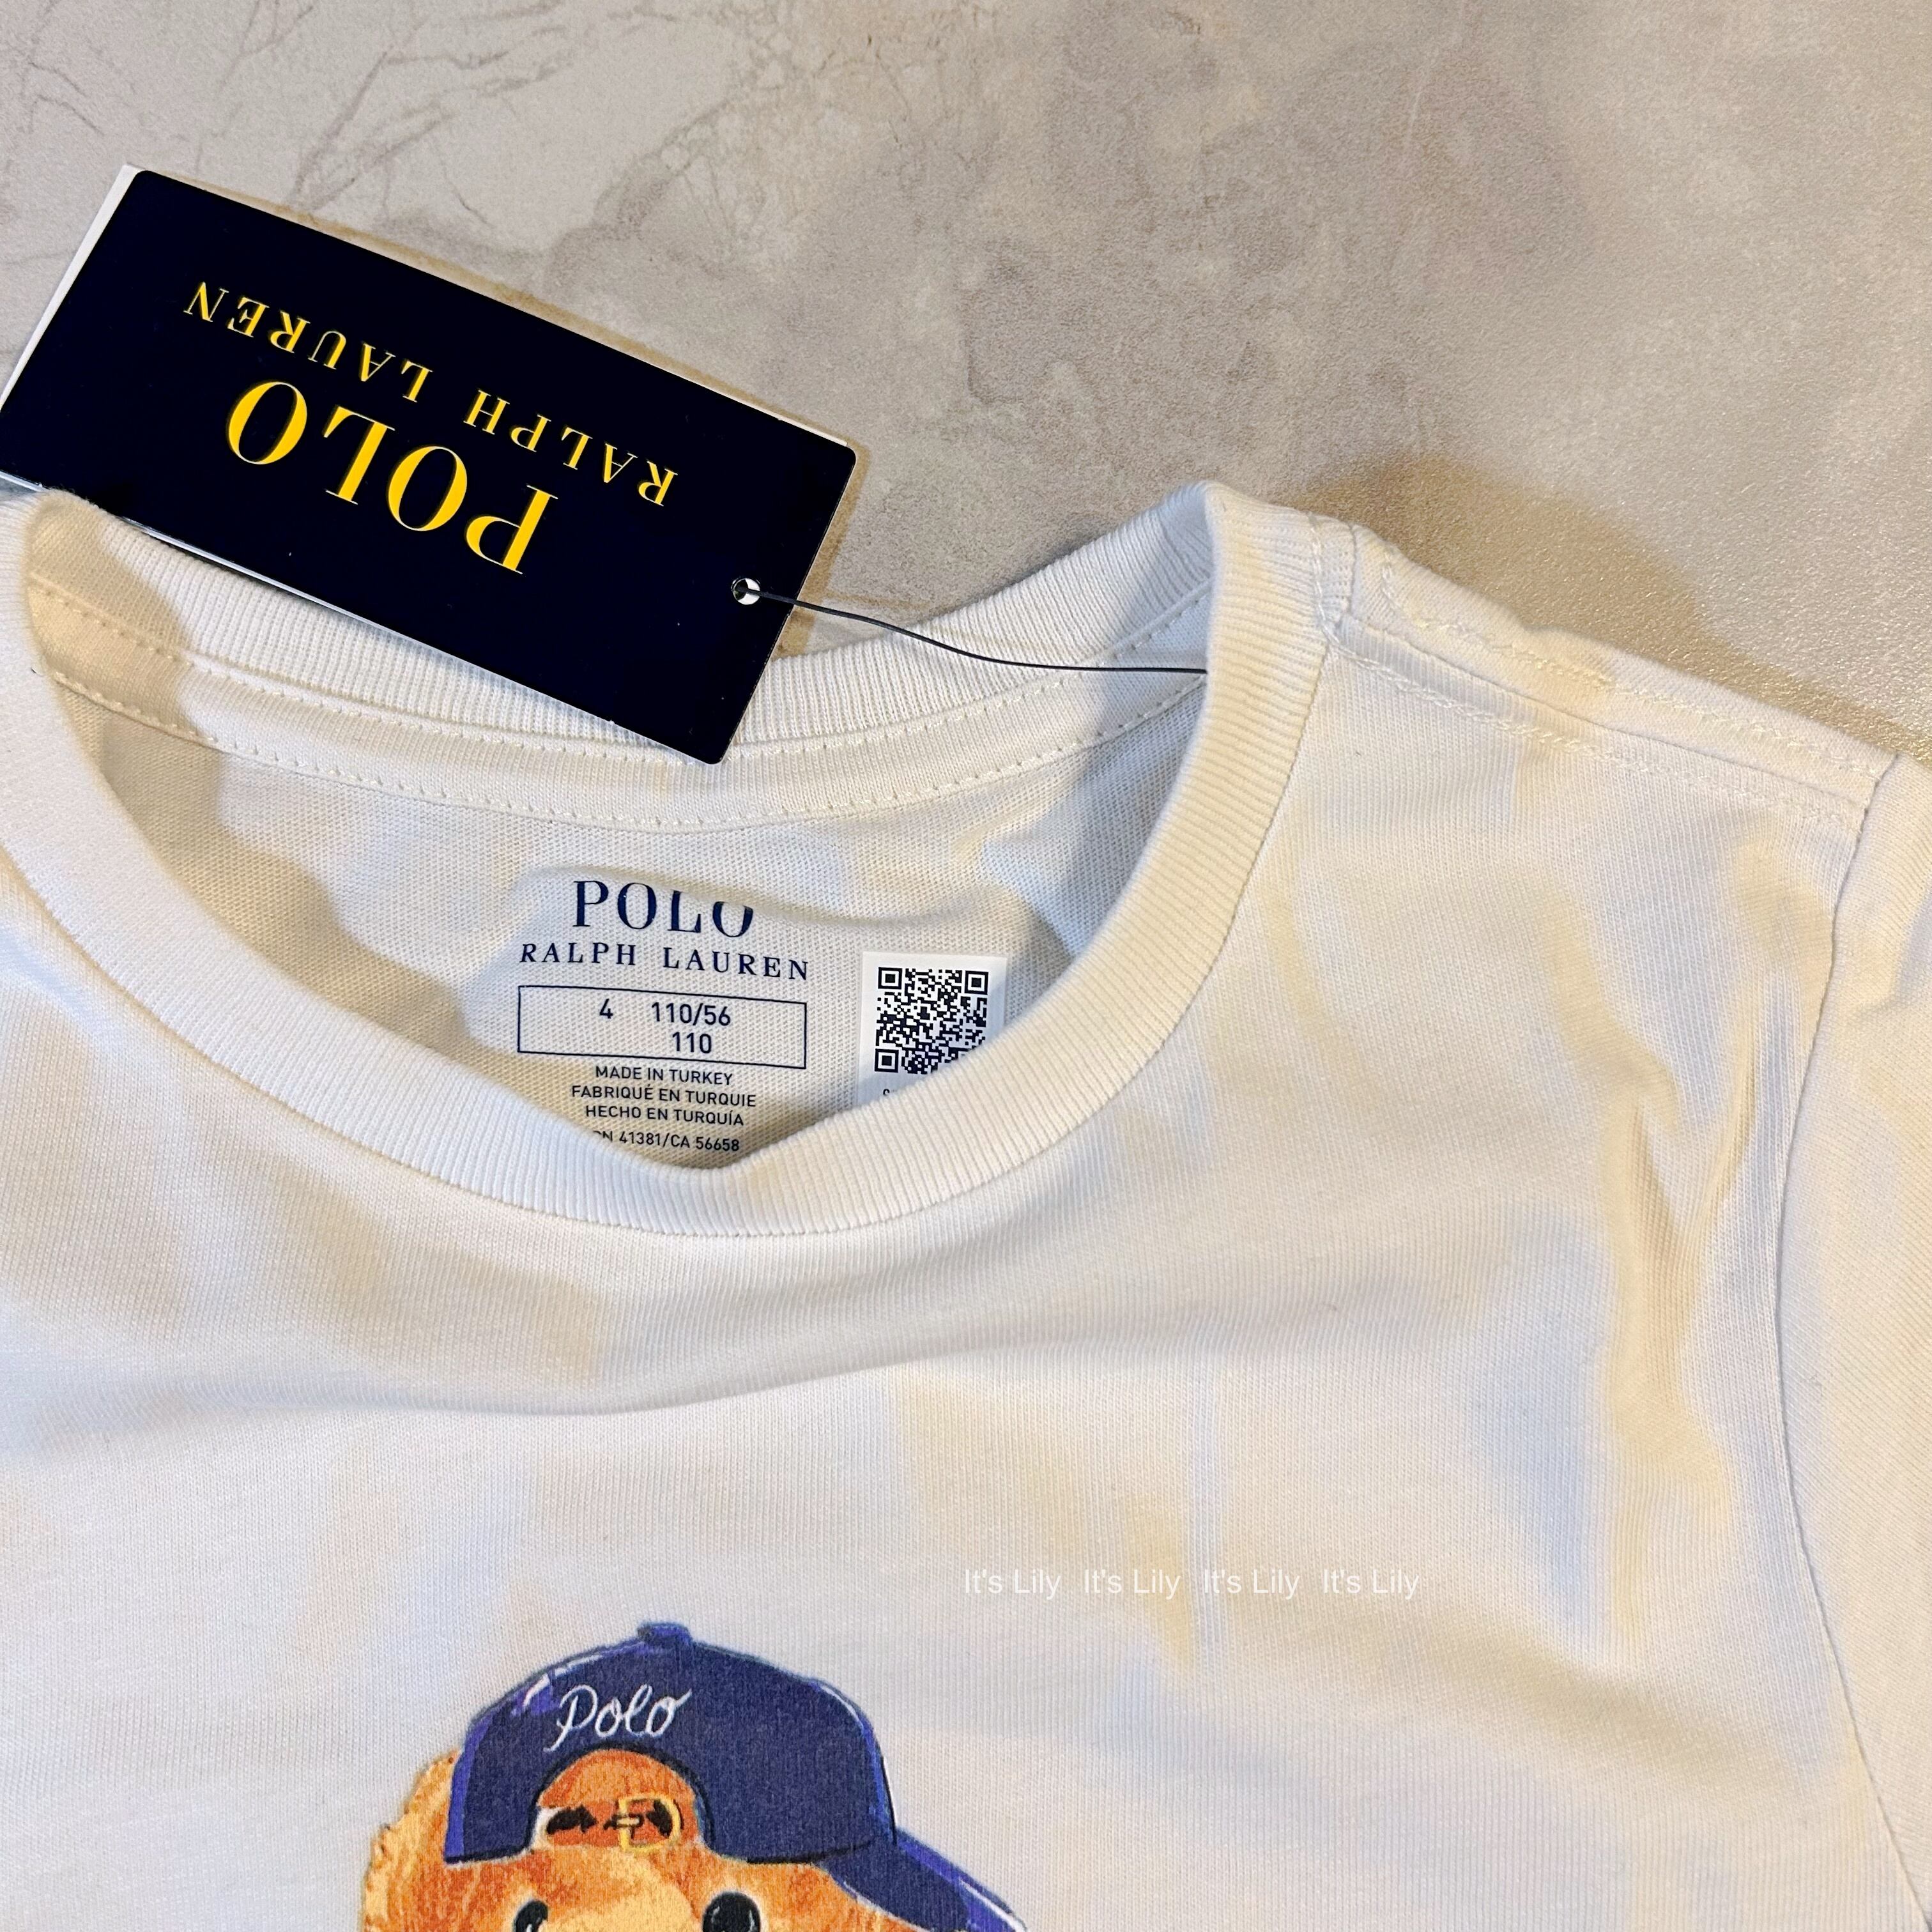 POLO
RALPH LAUREN
POLO
RALPH LAUREN
4 110/56
110
MADE IN TURKEY
FABRIQUÉ EN TURQUIE
HECHO EN TURQUÍA
41381/CA 56658
It's Lily It's Lily It's Lily It's Lily
Polo